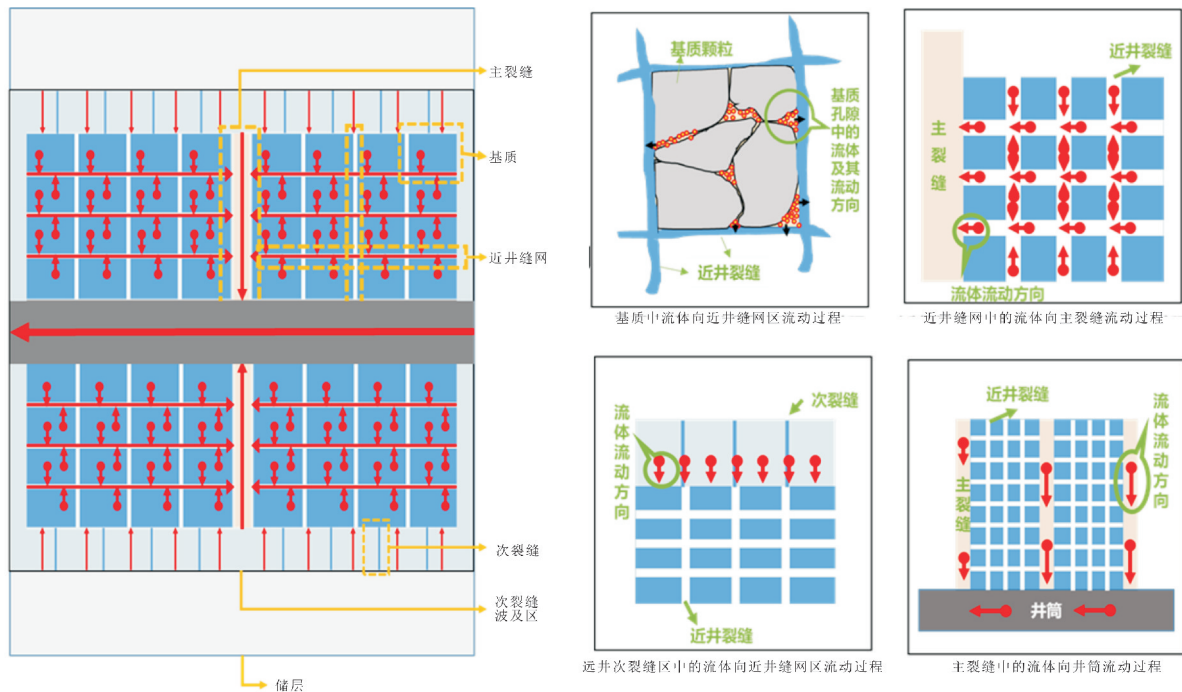 主裂缝
基质
近井缝网
次裂缝
次裂缝
波及区
储层
基质颗粒
基质
孔隙
中的
流体
及其
流动
方向
近井裂缝
基质中流体向近井缝网区流动过程
近井裂缝
主裂缝
流体流动方向
近井缝网中的流体向主裂缝流动过程
次裂缝
流体流动方向
近井裂缝
远井次裂缝区中的流体向近井缝网区流动过程
近井裂缝
流体流动方向
主裂缝
井筒
主裂缝中的流体向井筒流动过程